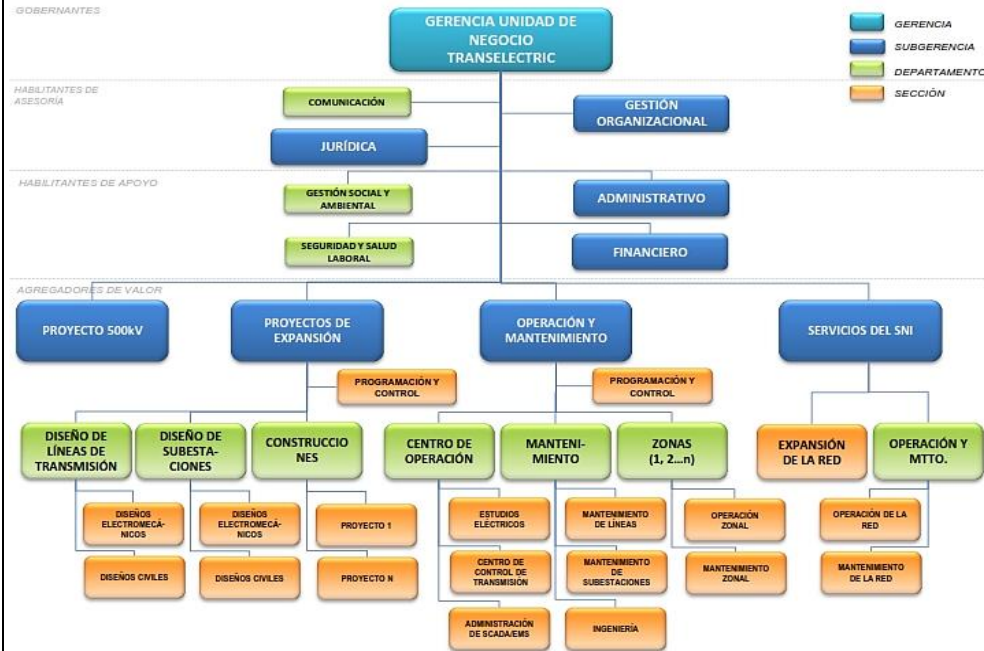 GOBERNANTES
GERENCIA UNIDAD DE
NEGOCIO
TRANSELECTRIC
GERENCIA
SUBGERENCIA
DEPARTAMENTO
SECCIÓN
HABILITANTES DE
ASESORÍA
COMUNICACIÓN
GESTIÓN
ORGANIZACIONAL
JURÍDICA
HABILITANTES DE APOYO
GESTIÓN SOCIAL Y
AMBIENTAL
ADMINISTRATIVO
SEGURIDAD Y SALUD
LABORAL
FINANCIERO
AGREGADORES DE VALOR
PROYECTO 500kV
PROYECTOS DE
EXPANSIÓN
OPERACIÓN Y
MANTENIMIENTO
SERVICIOS DEL SNI
PROGRAMACIÓN Y
CONTROL
PROGRAMACIÓN Y
CONTROL
DISEÑO DE
LÍNEAS DE
TRANSMISIÓN
DISEÑO DE
SUBESTA-
CIONES
CONSTRUCCIO
NES
CENTRO DE
OPERACIÓN
MANTENI-
MIENTO
ZONAS
(1, 2...n)
EXPANSIÓN
DE LA RED
OPERACIÓN Y
MTTO.
DISEÑOS
ELECTROMECÁ-
NICOS
DISEÑOS
ELECTROMECÁ-
NICOS
PROYECTO 1
ESTUDIOS
ELÉCTRICOS
MANTENIMIENTO
DE LÍNEAS
OPERACIÓN
ZONAL
OPERACIÓN DE LA
RED
DISEÑOS CIVILES
DISEÑOS CIVILES
PROYECTO N
CENTRO DE
CONTROL DE
TRANSMISIÓN
MANTENIMIENTO
DE
SUBESTACIONES
MANTENIMIENTO
ZONAL
MANTENIMIENTO
DE LA RED
ADMINISTRACIÓN
DE SCADA/EMS
INGENIERÍA